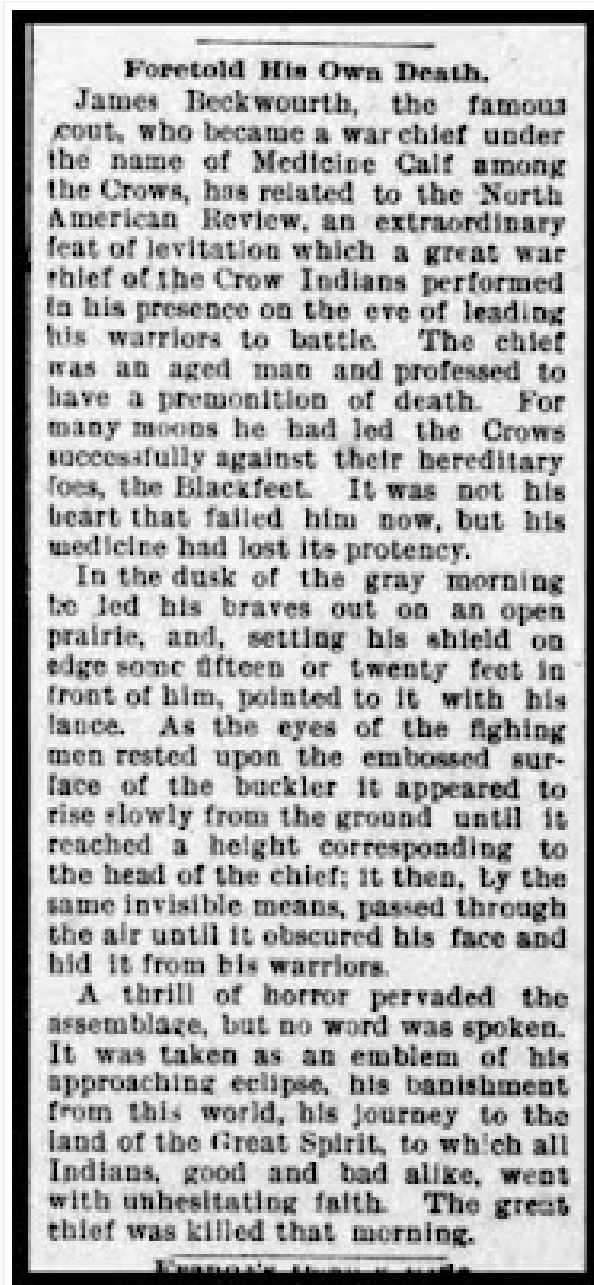 Foretold His Own Death.
James Beckwourth, the famous
scout, who became a war chief under
the name of Medicine Calf among
the Crows, has related to the North
American Review, an extraordinary
feat of levitation which a great war
chief of the Crow Indians performed
in his presence on the eve of leading
his warriors to battle. The chief
was an aged man and professed to
have a premonition of death. For
many moons he had led the Crows
successfully against their hereditary
foes, the Blackfeet. It was not his
heart that failed him now, but his
medicine had lost its protency.
In the dusk of the gray morning
he led his braves out on an open
prairie, and, setting his shield on
edge some fifteen or twenty feet in
front of him, pointed to it with his
lance. As the eyes of the fighing
men rested upon the embossed sur-
face of the buckler it appeared to
rise slowly from the ground until it
reached a height corresponding to
the head of the chief; it then, by the
same invisible means, passed through
the air until it obscured his face and
hid it from his warriors.
A thrill of horror pervaded the
assemblage, but no word was spoken.
It was taken as an emblem of his
approaching eclipse, his banishment
from this world, his journey to the
land of the Great Spirit, to which all
Indians, good and bad alike, went
with unhesitating faith. The great
chief was killed that morning.